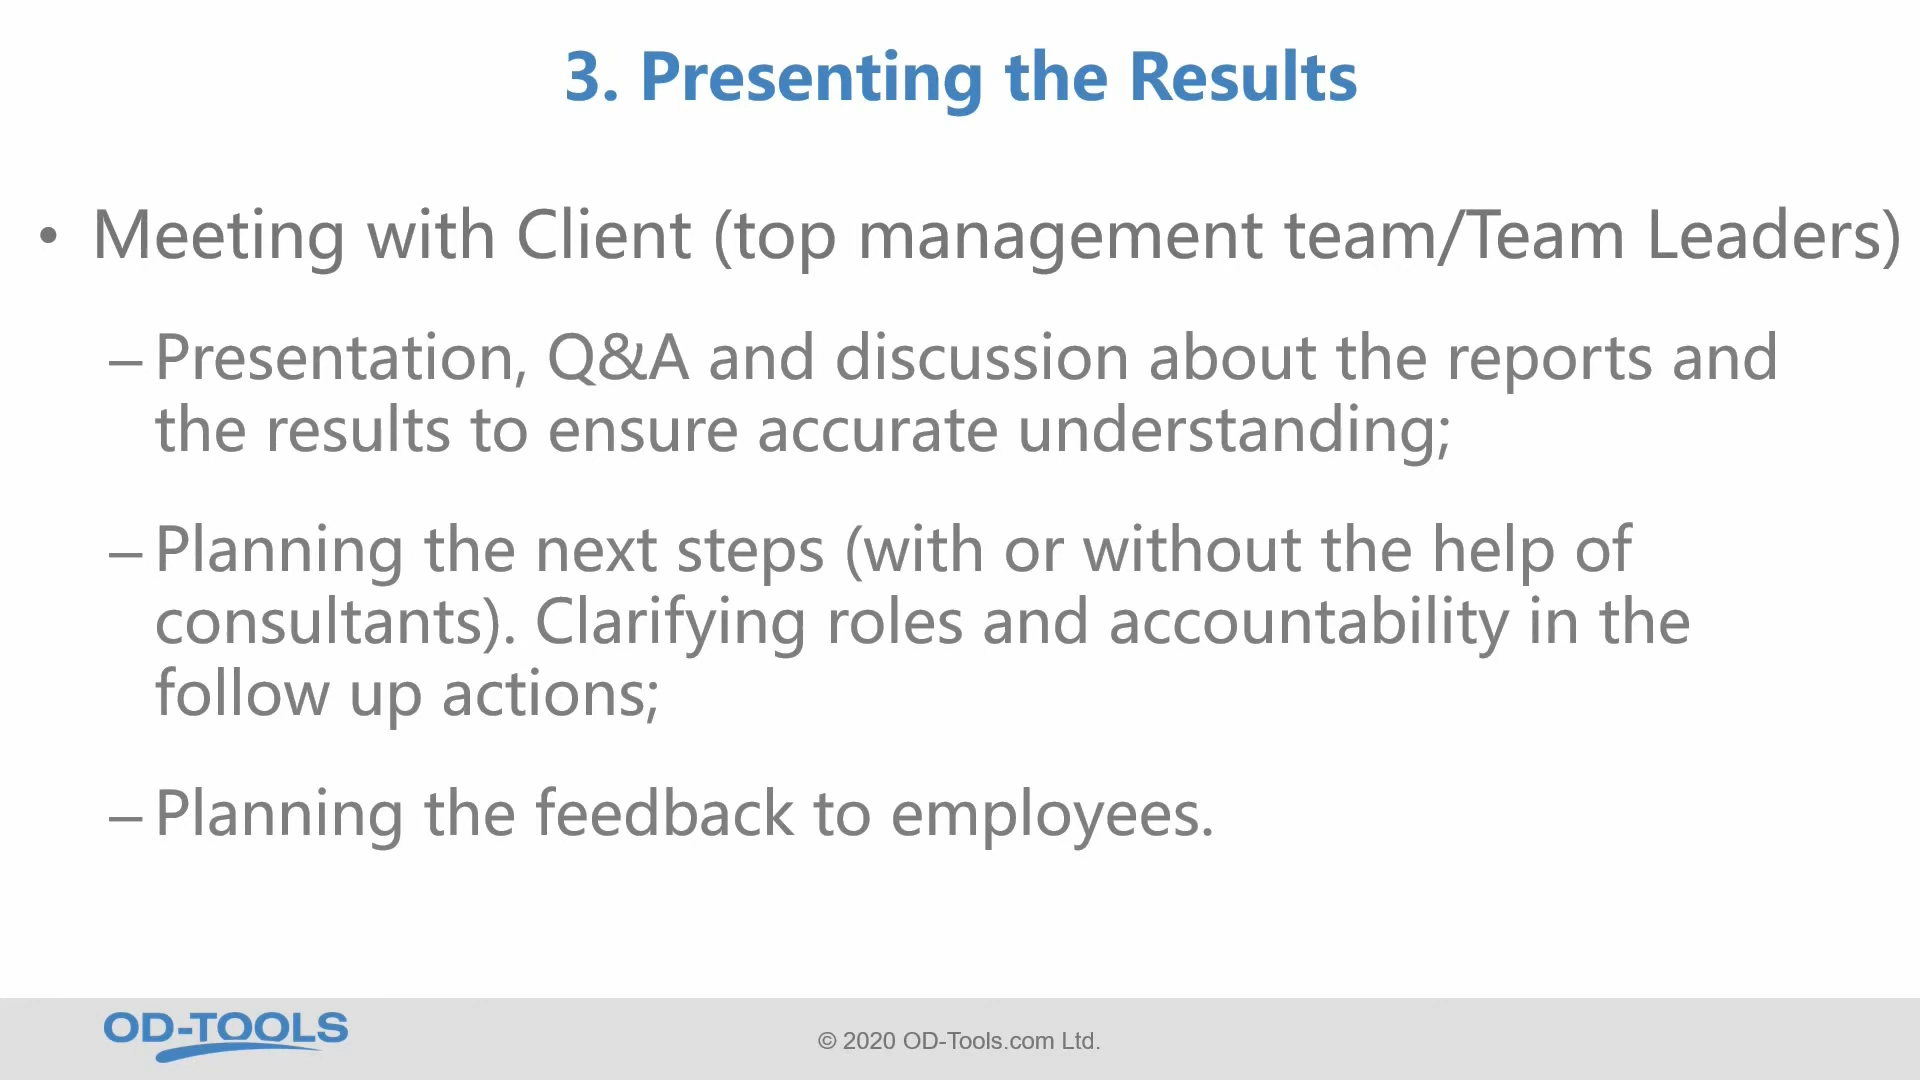 3. Presenting the Results
• Meeting with Client (top management team/Team Leaders)
– Presentation, Q&A and discussion about the reports and
the results to ensure accurate understanding;
– Planning the next steps (with or without the help of
consultants). Clarifying roles and accountability in the
follow up actions;
– Planning the feedback to employees.
OD-TOOLS
© 2020 OD-Tools.com Ltd.